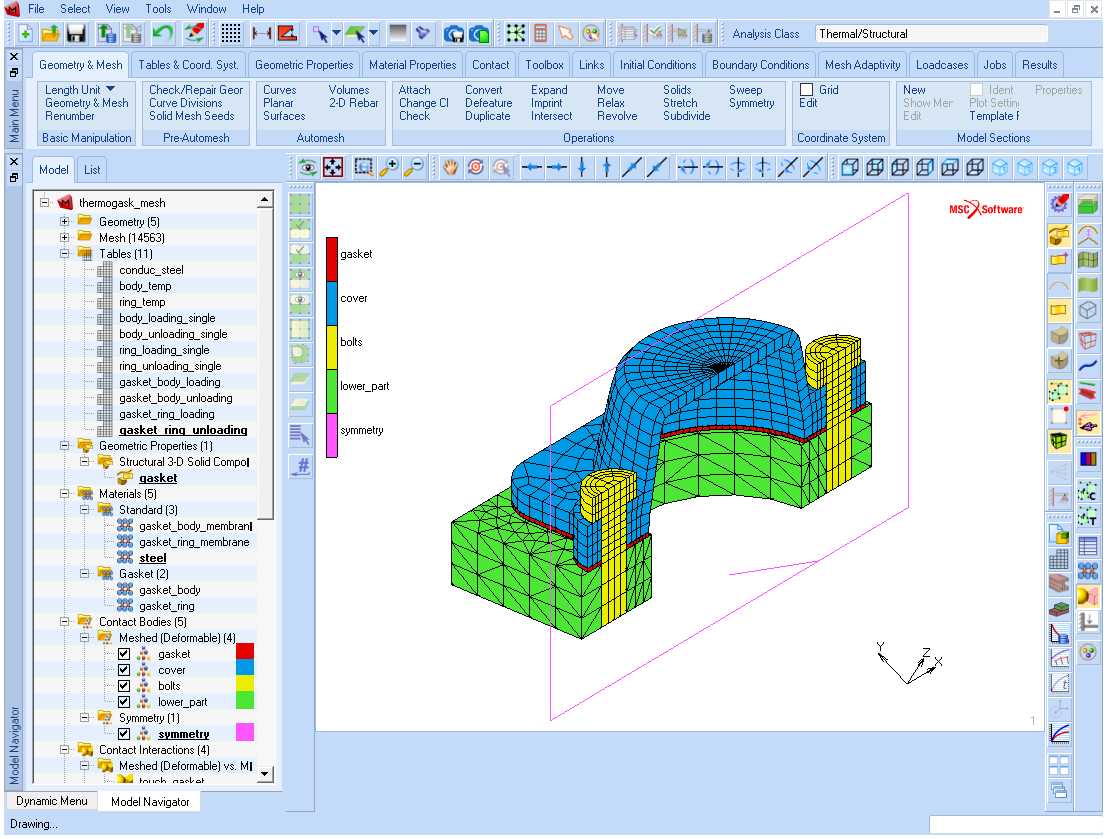 File Select View Tools Window Help
Analysis Class Thermal/Structural
Main Menu
Geometry & Mesh Tables & Coord. Syst. Geometric Properties Material Properties Contact Toolbox Links Initial Conditions Boundary Conditions Mesh Adaptivity Loadcases Jobs Results
Length Unit Check/Repair Geor Curves Volumes Attach Convert Expand Move Solids Sweep Grid New Ident Properties
Geometry & Mesh Curve Divisions Planar 2-D Rebar Change Cl Defeature Imprint Relax Stretch Symmetry Edit Show Mer Plot Settin
Renumber Solid Mesh Seeds Surfaces Check Duplicate Intersect Revolve Subdivide Edit Template F
Basic Manipulation Pre-Automesh Automesh Operations Coordinate System Model Sections
Model List
thermogask_mesh
Geometry (5)
Mesh (14563)
Tables (11)
conduc_steel
body_temp
ring_temp
body_loading_single
body_unloading_single
ring_loading_single
ring_unloading_single
gasket_body_loading
gasket_body_unloading
gasket_ring_loading
gasket_ring_unloading
Geometric Properties (1)
Structural 3-D Solid Compo
gasket
Materials (5)
Standard (3)
gasket_body_membran
gasket_ring_membrane
steel
Gasket (2)
gasket_body
gasket_ring
Contact Bodies (5)
Meshed (Deformable) (4)
gasket
cover
bolts
lower_part
Symmetry (1)
symmetry
Contact Interactions (4)
Meshed (Deformable) vs. M
touch_gasket
Model Navigator
Dynamic Menu Model Navigator
Drawing...
gasket
cover
bolts
lower_part
symmetry
MSC Software
Y
Z
X
1